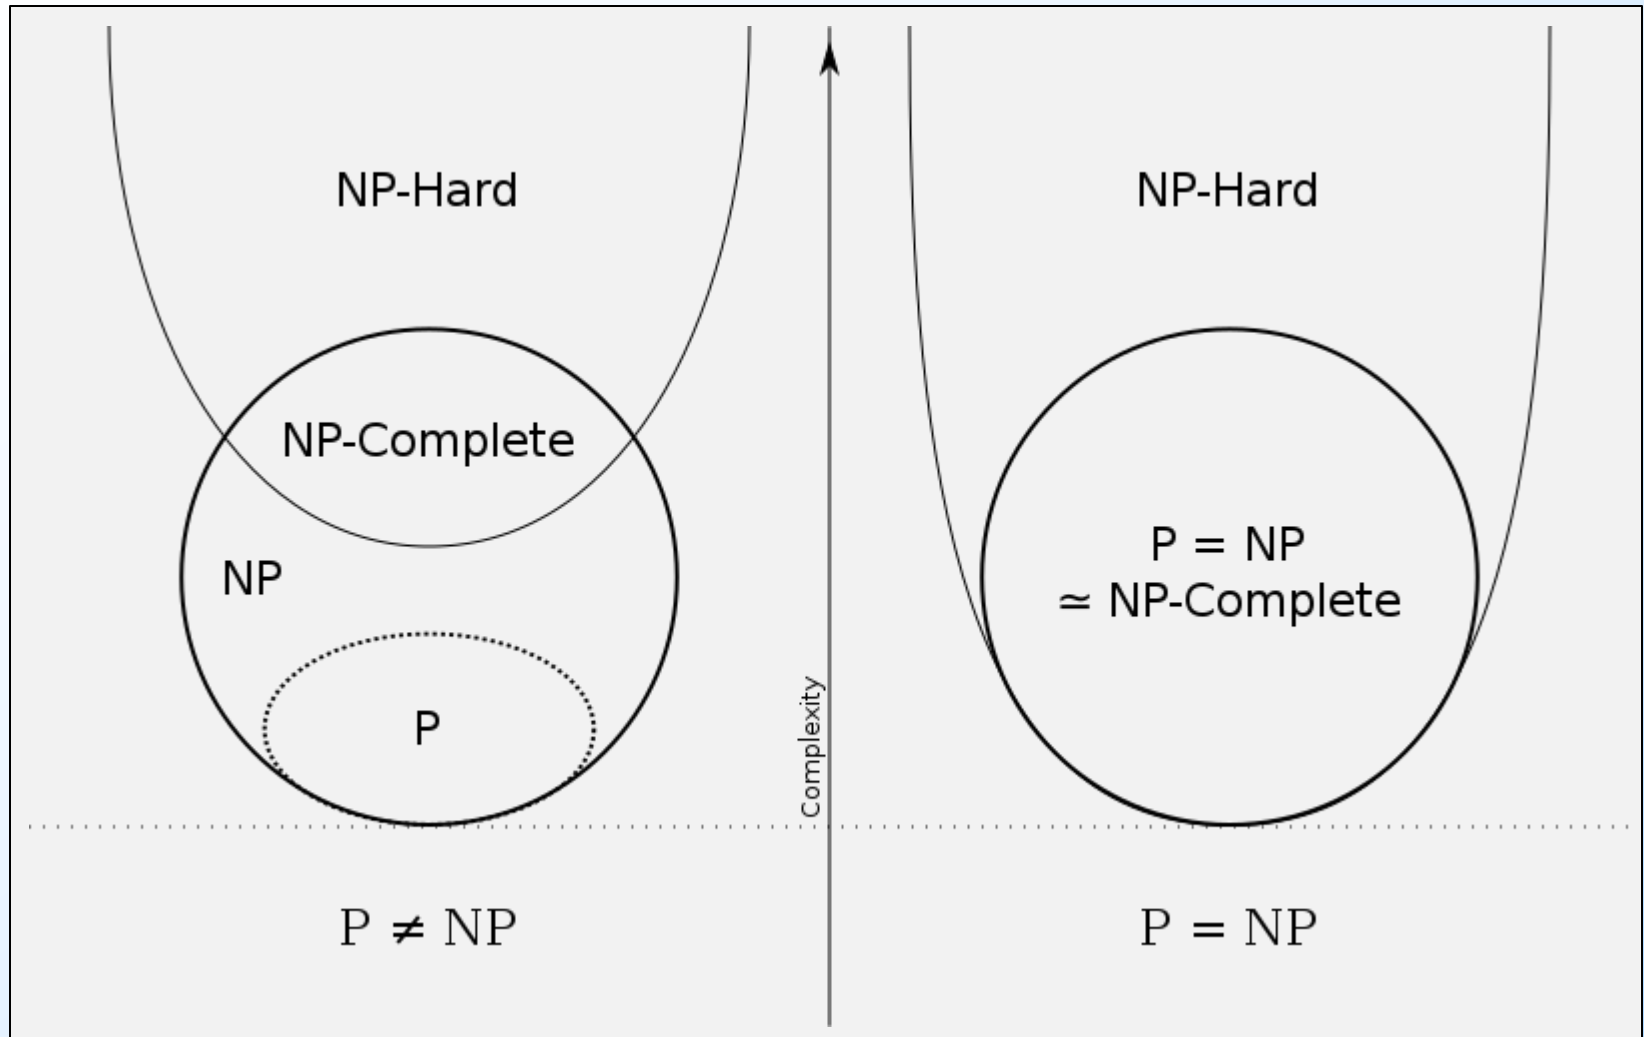 NP-Hard
NP-Complete
NP
P
P ≠ NP
Complexity
NP-Hard
P = NP
≃ NP-Complete
P = NP